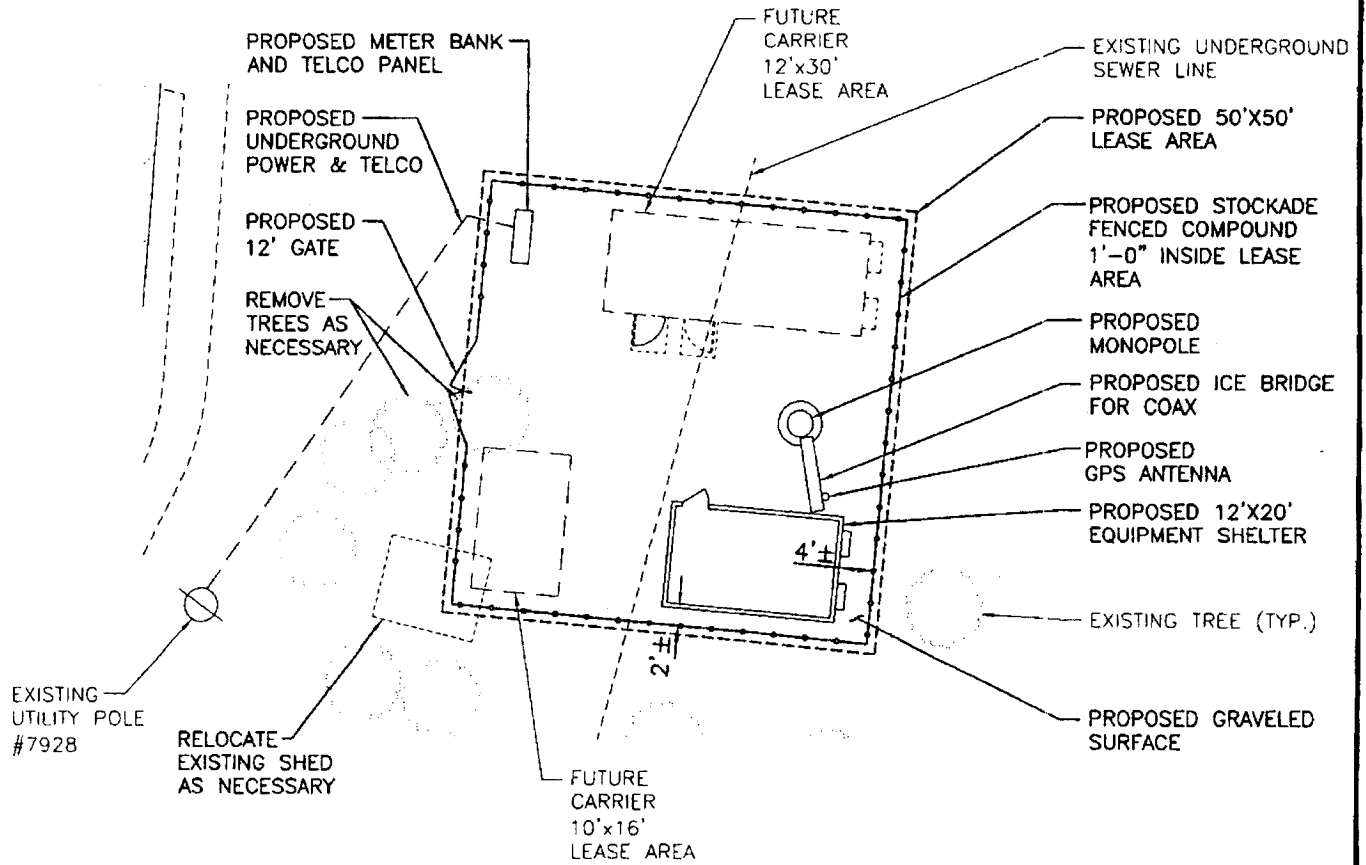 PROPOSED METER BANK
AND TELCO PANEL
PROPOSED
UNDERGROUND
POWER & TELCO
PROPOSED
12' GATE
REMOVE
TREES AS
NECESSARY
EXISTING
UTILITY POLE
#7928
RELOCATE
EXISTING SHED
AS NECESSARY
FUTURE
CARRIER
10'x16'
LEASE AREA
FUTURE
CARRIER
12'x30'
LEASE AREA
4'±
2'±
EXISTING UNDERGROUND
SEWER LINE
PROPOSED 50'X50'
LEASE AREA
PROPOSED STOCKADE
FENCED COMPOUND
1'-0" INSIDE LEASE
AREA
PROPOSED
MONOPOLE
PROPOSED ICE BRIDGE
FOR COAX
PROPOSED
GPS ANTENNA
PROPOSED 12'X20'
EQUIPMENT SHELTER
EXISTING TREE (TYP.)
PROPOSED GRAVELED
SURFACE